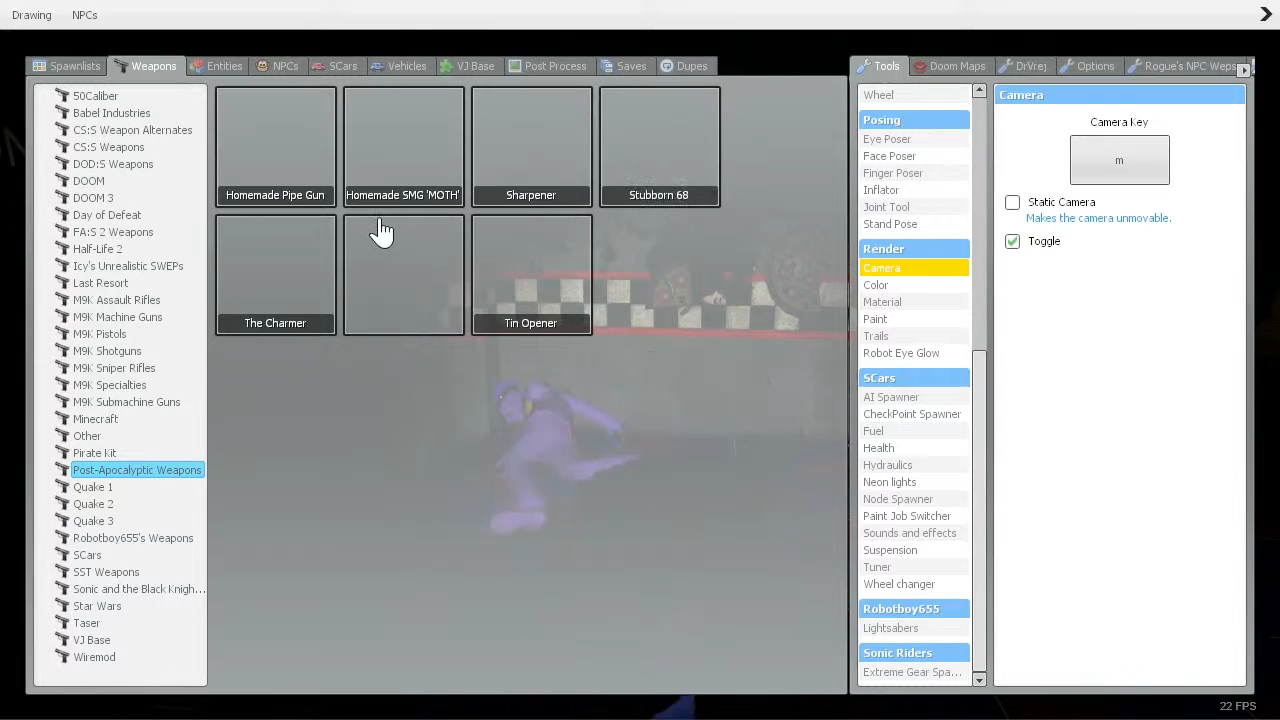 Drawing NPCs
Spawnlists Weapons Entities NPCs SCars Vehicles VJ Base Post Process Saves Dupes
50Caliber
Babel Industries
CS:S Weapon Alternates
CS:S Weapons
DOD:S Weapons
DOOM
DOOM 3
Day of Defeat
FA:S 2 Weapons
Half-Life 2
Icy's Unrealistic SWEPs
Last Resort
M9K Assault Rifles
M9K Machine Guns
M9K Pistols
M9K Shotguns
M9K Sniper Rifles
M9K Specialties
M9K Submachine Guns
Minecraft
Other
Pirate Kit
Post-Apocalyptic Weapons
Quake 1
Quake 2
Quake 3
Robotboy655's Weapons
SCars
SST Weapons
Sonic and the Black Knigh...
Star Wars
Taser
VJ Base
Wiremod
Homemade Pipe Gun
Homemade SMG 'MOTH'
Sharpener
Stubborn 68
The Charmer
Tin Opener
Tools Doom Maps DrVrej Options Rogue's NPC Weps
Wheel
Posing
Eye Poser
Face Poser
Finger Poser
Inflator
Joint Tool
Stand Pose
Render
Camera
Color
Material
Paint
Trails
Robot Eye Glow
SCars
AI Spawner
CheckPoint Spawner
Fuel
Health
Hydraulics
Neon lights
Node Spawner
Paint Job Switcher
Sounds and effects
Suspension
Tuner
Wheel changer
Robotboy655
Lightsabers
Sonic Riders
Extreme Gear Spa...
Camera
Camera Key
m
Static Camera
Makes the camera unmovable.
Toggle
22 FPS